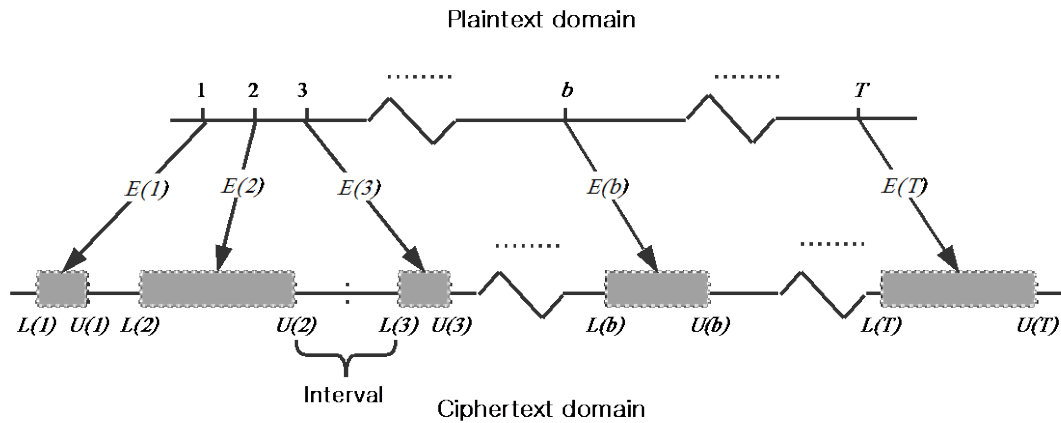 Plaintext domain
1 2 3 b T
E(1) E(2) E(3) E(b) E(T)
L(1) U(1) L(2) U(2) L(3) U(3) L(b) U(b) L(T) U(T)
Interval
Ciphertext domain